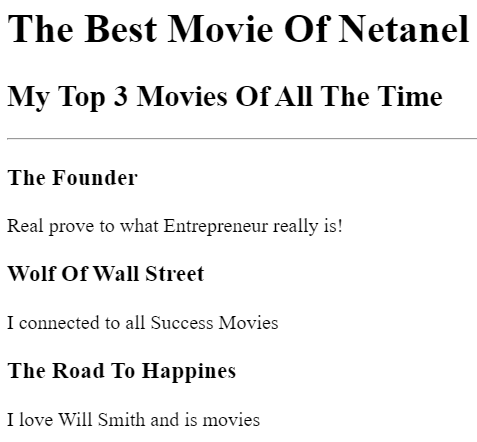 The Best Movie Of Netanel
My Top 3 Movies Of All The Time
The Founder
Real prove to what Entrepreneur really is!
Wolf Of Wall Street
I connected to all Success Movies
The Road To Happines
I love Will Smith and is movies